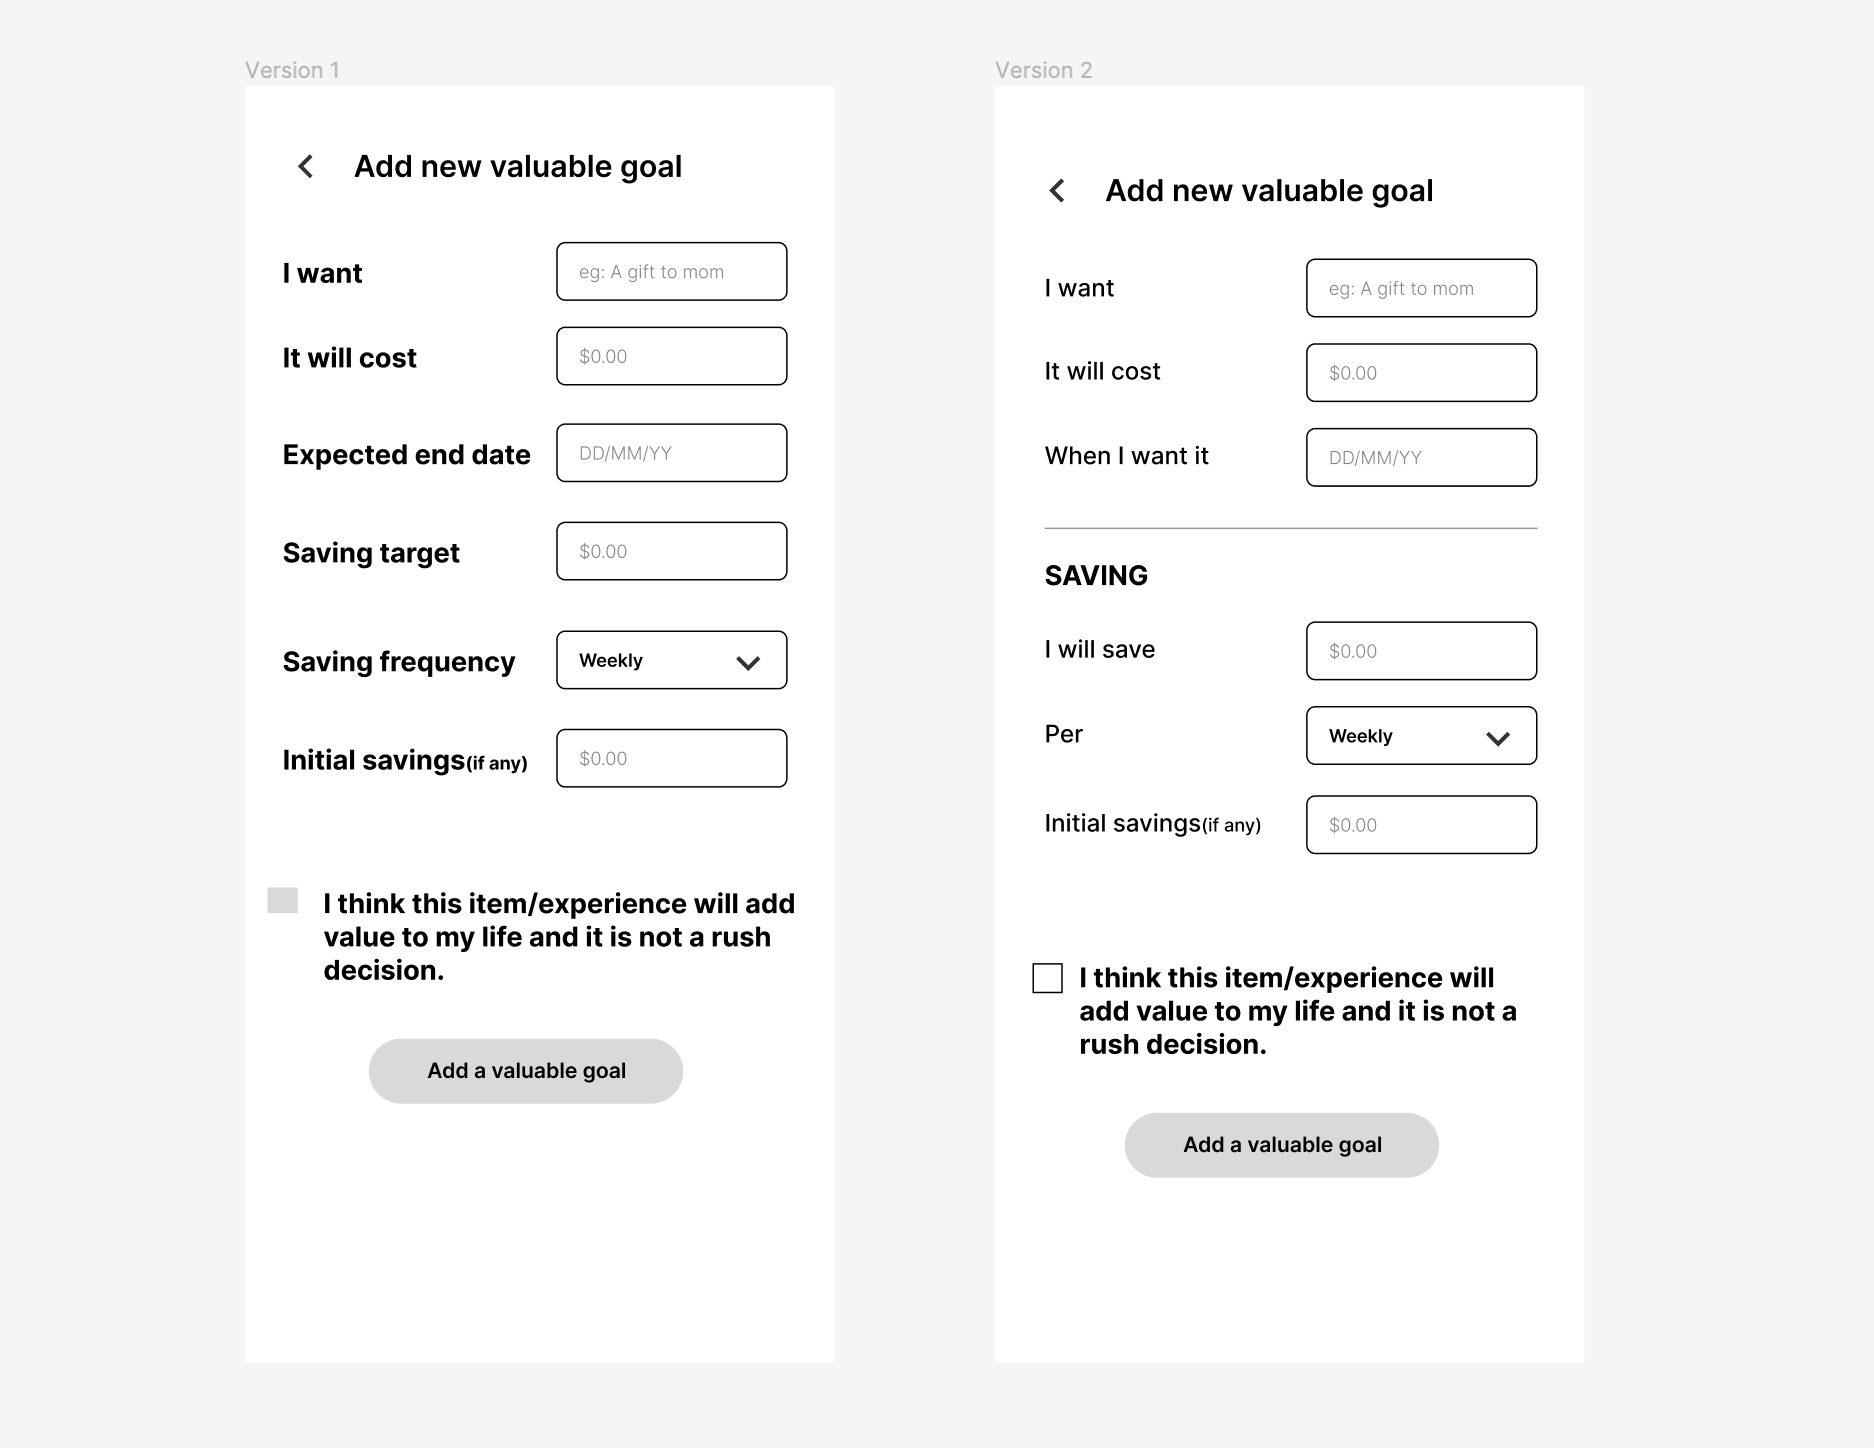 Version 1
Add new valuable goal
I want
eg: A gift to mom
It will cost
$0.00
Expected end date
DD/MM/YY
Saving target
$0.00
Saving frequency
Weekly
Initial savings(if any)
$0.00
I think this item/experience will add
value to my life and it is not a rush
decision.
Add a valuable goal
Version 2
Add new valuable goal
I want
eg: A gift to mom
It will cost
$0.00
When I want it
DD/MM/YY
SAVING
I will save
$0.00
Per
Weekly
Initial savings(if any)
$0.00
I think this item/experience will
add value to my life and it is not a
rush decision.
Add a valuable goal